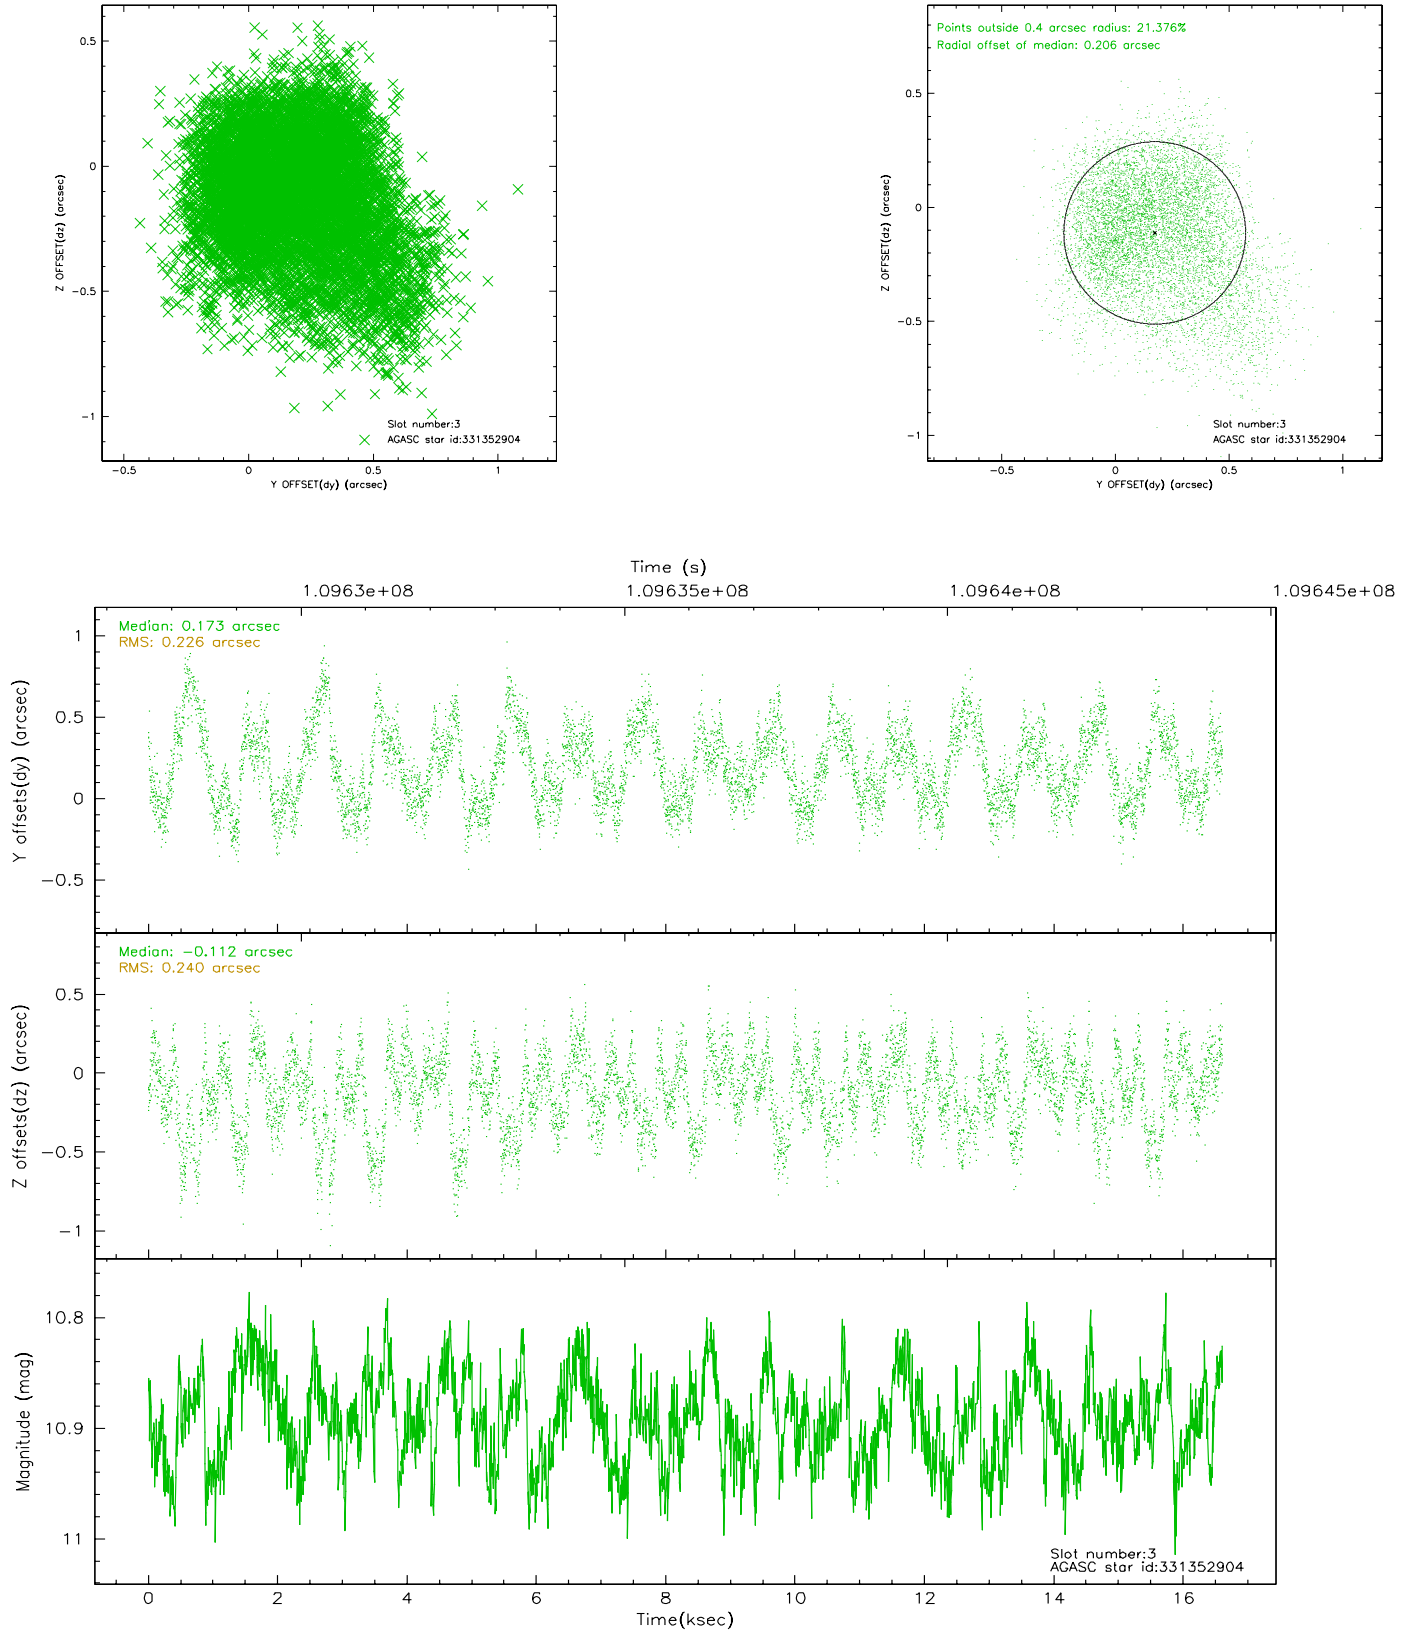 0.5
0
−0.5
−1
Z OFFSET(dz) (arcsec)
−0.5
0
0.5
1
Y OFFSET(dy) (arcsec)
Slot number:3
AGASC star id:331352904
Points outside 0.4 arcsec radius: 21.376%
Radial offset of median: 0.206 arcsec
0.5
0
−0.5
−1
Z OFFSET(dz) (arcsec)
Slot number:3
AGASC star id:331352904
−0.5
0
0.5
1
Y OFFSET(dy) (arcsec)
Time (s)
1.0963e+08
1.09635e+08
1.0964e+08
1.09645e+08
Median: 0.173 arcsec
RMS: 0.226 arcsec
1
0.5
0
−0.5
Y offsets(dy) (arcsec)
Median: −0.112 arcsec
RMS: 0.240 arcsec
0.5
0
−0.5
−1
Z offsets(dz) (arcsec)
10.8
10.9
11
Magnitude (mag)
Slot number:3
AGASC star id:331352904
0
2
4
6
8
10
12
14
16
Time(ksec)